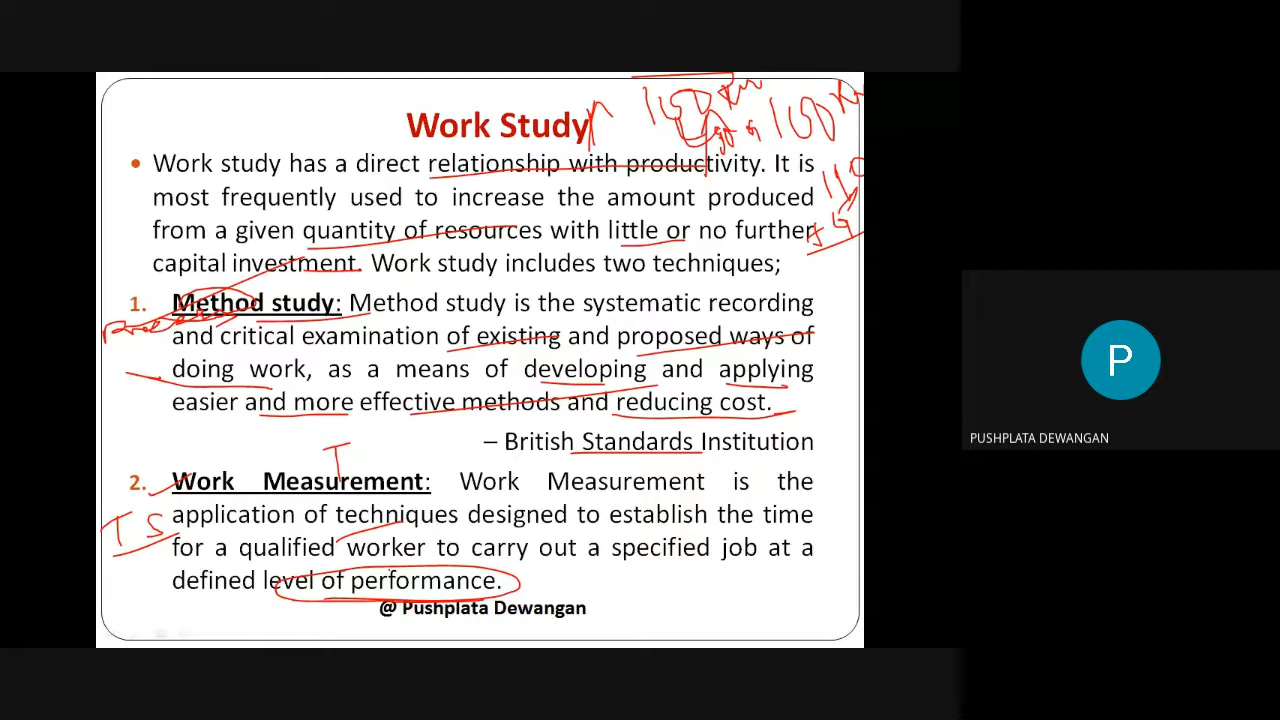 Work Study
• Work study has a direct relationship with productivity. It is
most frequently used to increase the amount produced
from a given quantity of resources with little or no further
capital investment. Work study includes two techniques;
1. Method study: Method study is the systematic recording
and critical examination of existing and proposed ways of
doing work, as a means of developing and applying
easier and more effective methods and reducing cost.
– British Standards Institution
T
2. Work Measurement: Work Measurement is the
application of techniques designed to establish the time
T S
for a qualified worker to carry out a specified job at a
defined level of performance.
@ Pushplata Dewangan
P
PUSHPLATA DEWANGAN